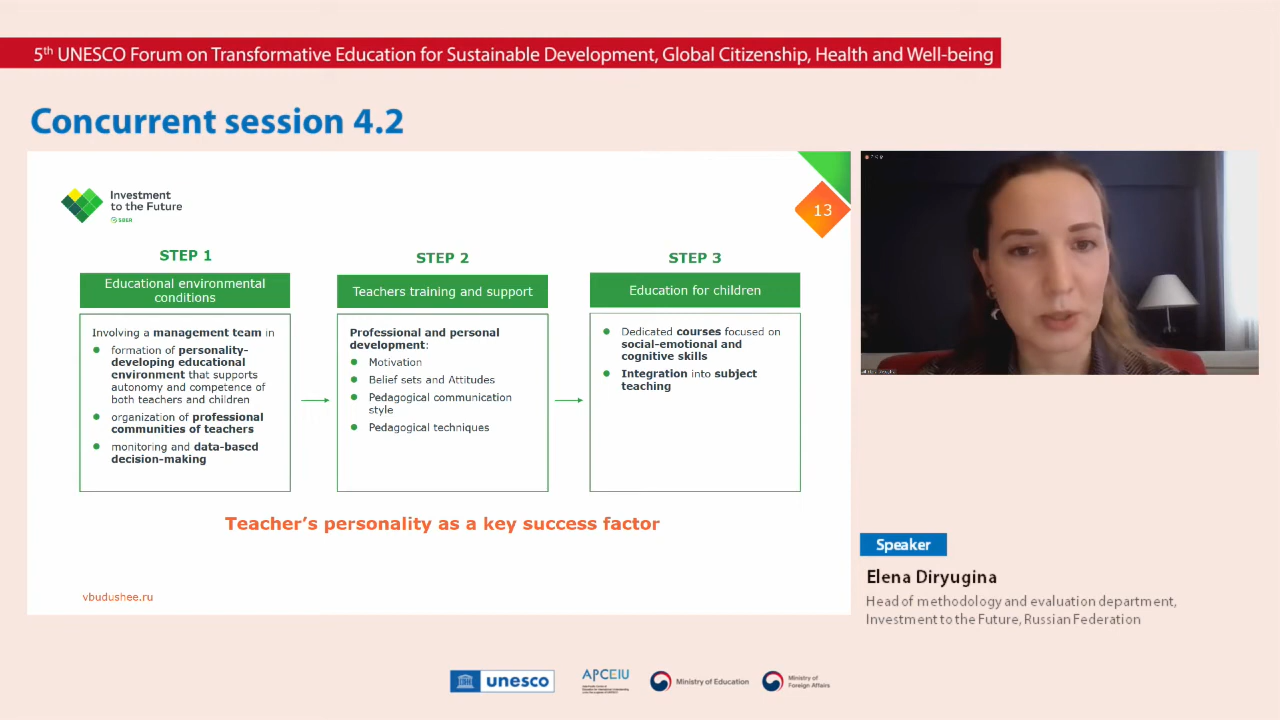 5th UNESCO Forum on Transformative Education for Sustainable Development, Global Citizenship, Health and Well-being
Concurrent session 4.2
Investment
to the Future
SBER
13
STEP 1
Educational environmental
conditions
Involving a management team in
formation of personality-
developing educational
environment that supports
autonomy and competence of
both teachers and children
organization of professional
communities of teachers
monitoring and data-based
decision-making
STEP 2
Teachers training and support
Professional and personal
development:
Motivation
Belief sets and Attitudes
Pedagogical communication
style
Pedagogical techniques
STEP 3
Education for children
Dedicated courses focused on
social-emotional and
cognitive skills
Integration into subject
teaching
Teacher's personality as a key success factor
vbudushee.ru
Speaker
Elena Diryugina
Head of methodology and evaluation department,
Investment to the Future, Russian Federation
unesco
APCEIU
Ministry of Education
Ministry of
Foreign Affairs